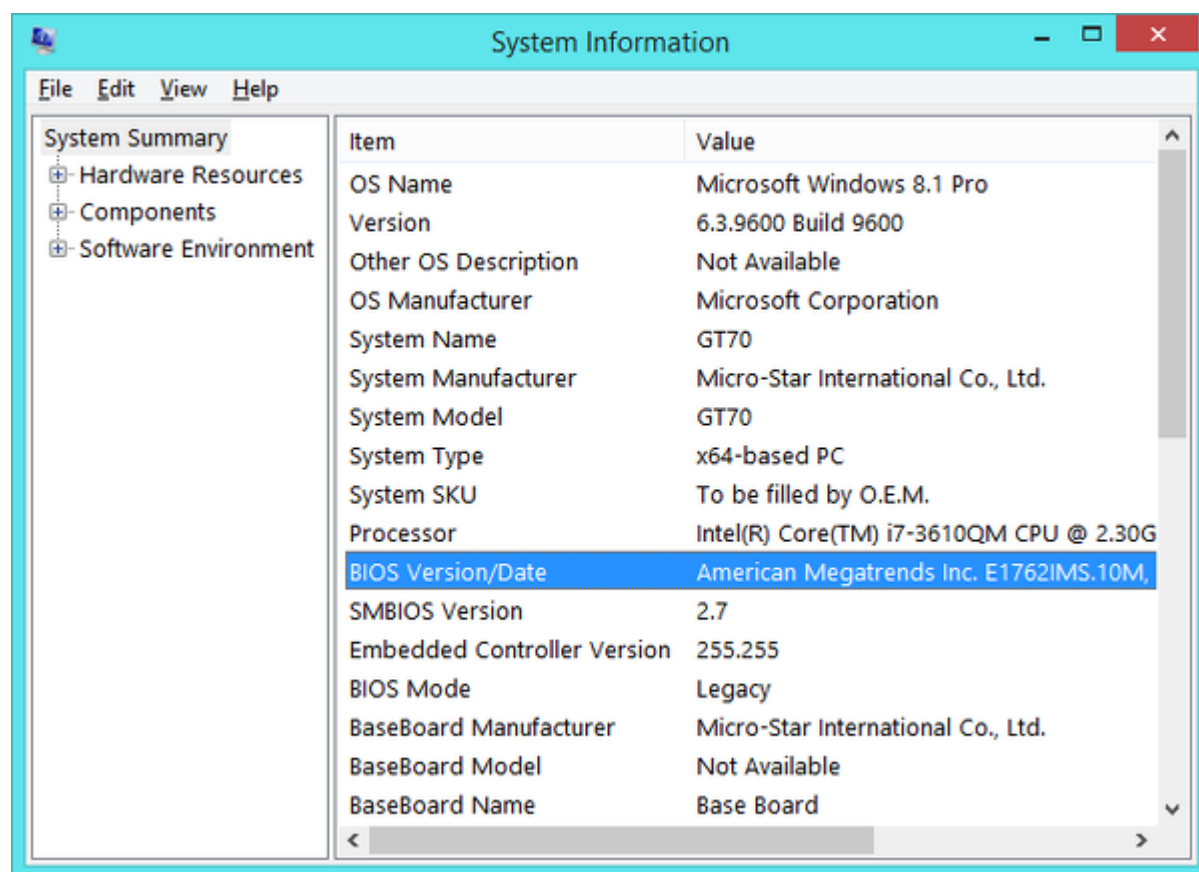 System Information
File Edit View Help
System Summary
Hardware Resources
Components
Software Environment
Item Value
OS Name Microsoft Windows 8.1 Pro
Version 6.3.9600 Build 9600
Other OS Description Not Available
OS Manufacturer Microsoft Corporation
System Name GT70
System Manufacturer Micro-Star International Co., Ltd.
System Model GT70
System Type x64-based PC
System SKU To be filled by O.E.M.
Processor Intel(R) Core(TM) i7-3610QM CPU @ 2.30G
BIOS Version/Date American Megatrends Inc. E1762IMS.10M,
SMBIOS Version 2.7
Embedded Controller Version 255.255
BIOS Mode Legacy
BaseBoard Manufacturer Micro-Star International Co., Ltd.
BaseBoard Model Not Available
BaseBoard Name Base Board